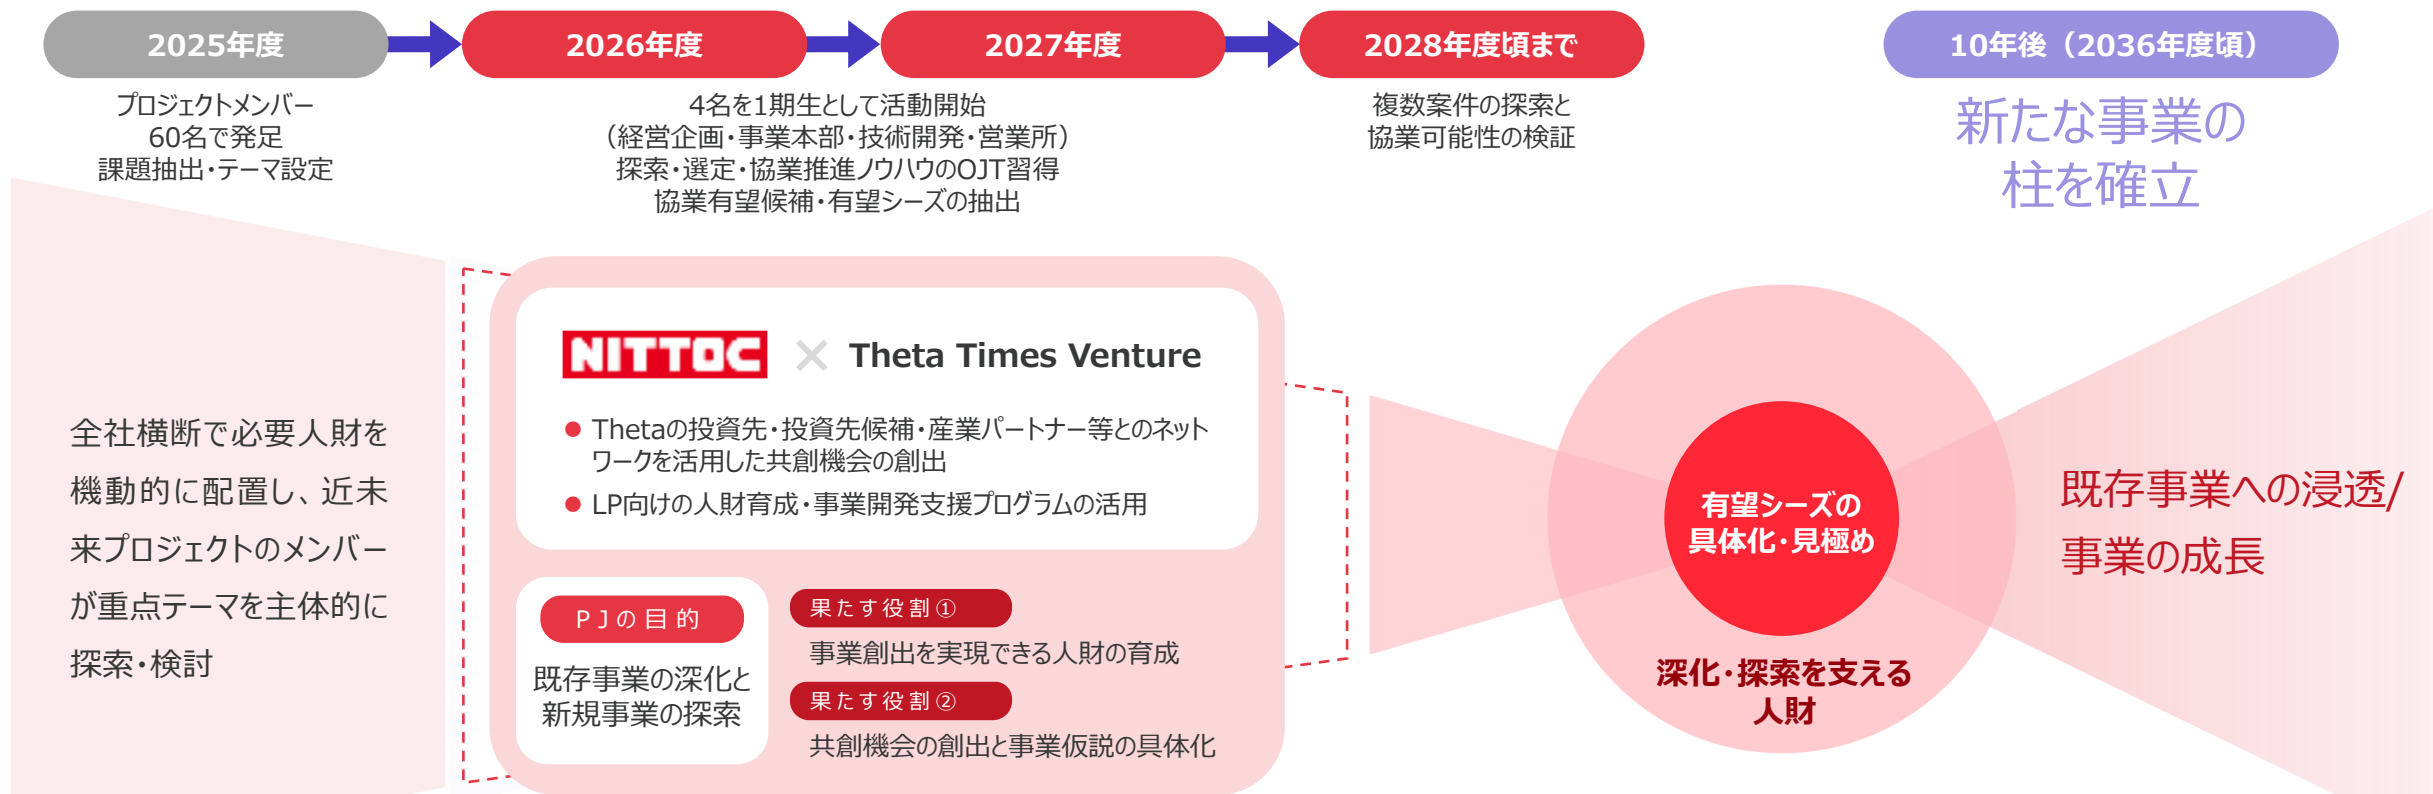 2025年度
2026年度
2027年度
2028年度頃まで
10年後（2036年度頃）
プロジェクトメンバー
60名で発足
課題抽出・テーマ設定
4名を1期生として活動開始
（経営企画・事業本部・技術開発・営業所）
探索・選定・協業推進ノウハウのOJT習得
協業有望候補・有望シーズの抽出
複数案件の探索と
協業可能性の検証
新たな事業の
柱を確立
全社横断で必要人財を
機動的に配置し、近未
来プロジェクトのメンバー
が重点テーマを主体的に
探索・検討
NITTOC × Theta Times Venture
● Thetaの投資先・投資先候補・産業パートナー等とのネット
ワークを活用した共創機会の創出
● LP向けの人財育成・事業開発支援プログラムの活用
PJの目的
既存事業の深化と
新規事業の探索
果たす役割①
事業創出を実現できる人財の育成
果たす役割②
共創機会の創出と事業仮説の具体化
有望シーズの
具体化・見極め
深化・探索を支える
人財
既存事業への浸透/
事業の成長